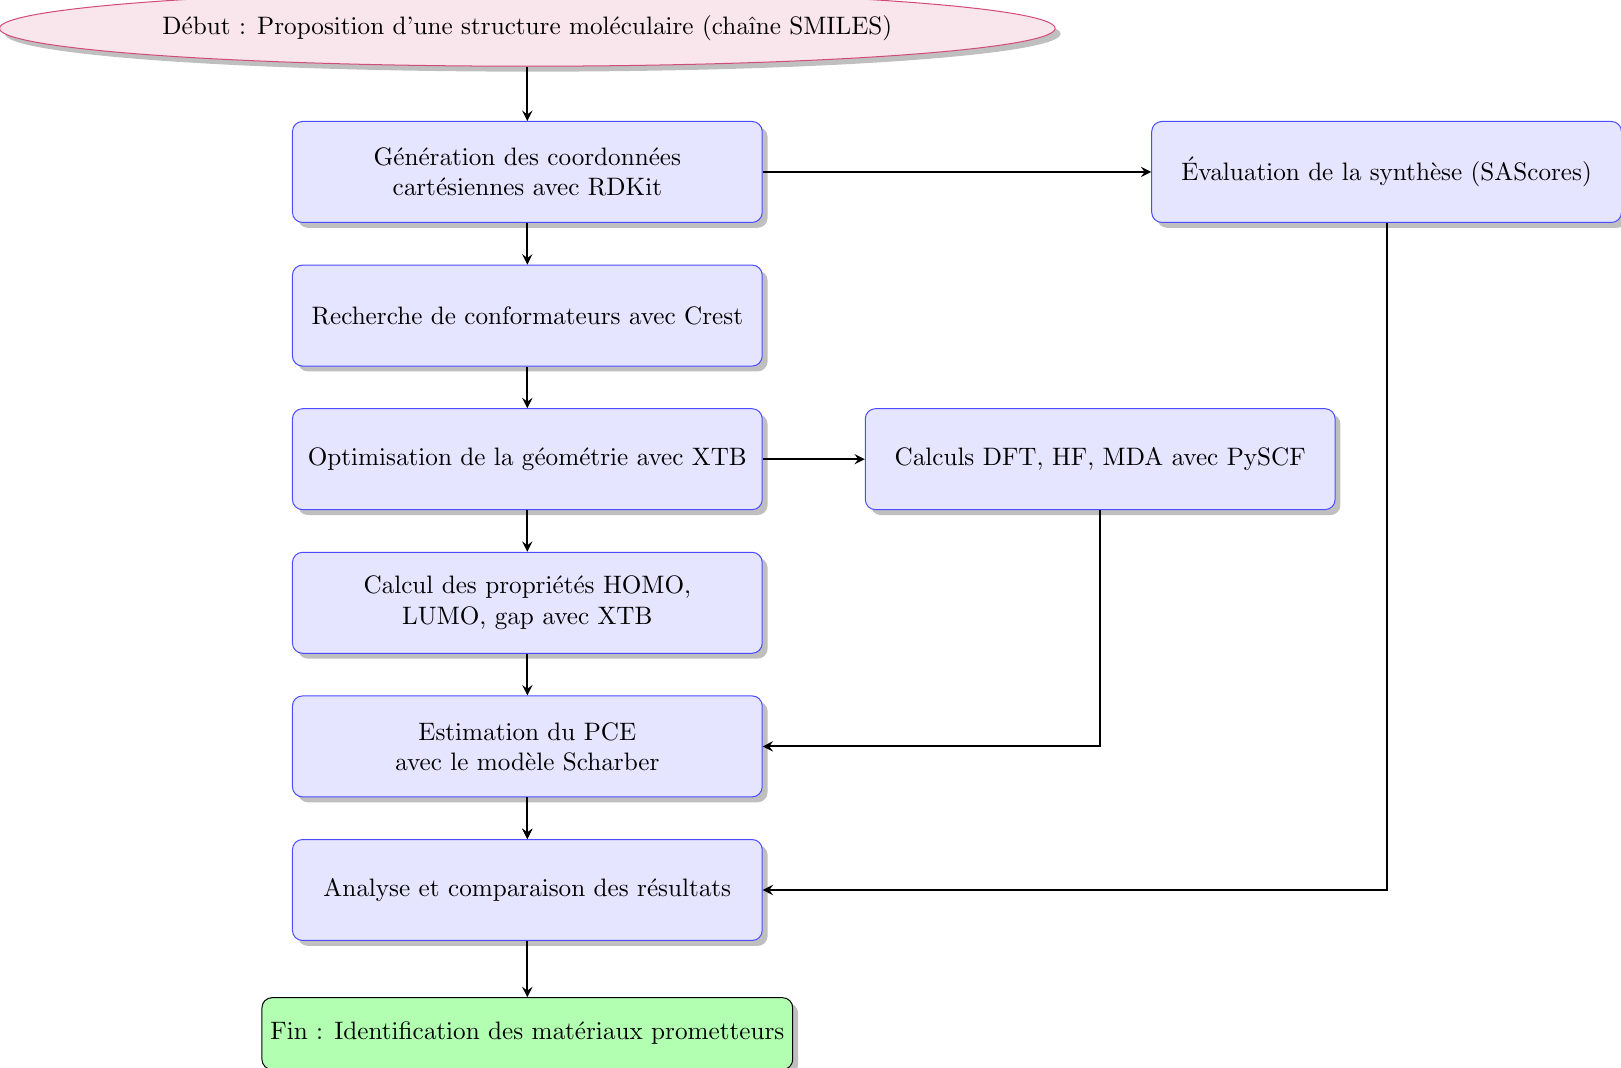 Début : Proposition d'une structure moléculaire (chaîne SMILES)
Génération des coordonnées
cartésiennes avec RDKit
Évaluation de la synthèse (SAScores)
Recherche de conformateurs avec Crest
Optimisation de la géométrie avec XTB
Calculs DFT, HF, MDA avec PySCF
Calcul des propriétés HOMO,
LUMO, gap avec XTB
Estimation du PCE
avec le modèle Scharber
Analyse et comparaison des résultats
Fin : Identification des matériaux prometteurs